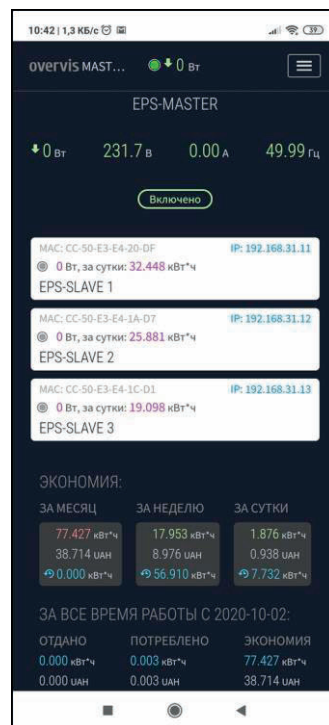 10:42 | 1,3 КБ/с
39
overvis MAST... 0 Вт
EPS-MASTER
0 Вт 231.7 В 0.00 А 49.99 Гц
Включено
MAC: CC-50-E3-E4-20-DF IP: 192.168.31.11
0 Вт, за сутки: 32.448 кВт*ч
EPS-SLAVE 1
MAC: CC-50-E3-E4-1A-D7 IP: 192.168.31.12
0 Вт, за сутки: 25.881 кВт*ч
EPS-SLAVE 2
MAC: CC-50-E3-E4-1C-D1 IP: 192.168.31.13
0 Вт, за сутки: 19.098 кВт*ч
EPS-SLAVE 3
ЭКОНОМИЯ:
ЗА МЕСЯЦ ЗА НЕДЕЛЮ ЗА СУТКИ
77.427 кВт*ч 17.953 кВт*ч 1.876 кВт*ч
38.714 UAH 8.976 UAH 0.938 UAH
0.000 кВт*ч 56.910 кВт*ч 7.732 кВт*ч
ЗА ВСЕ ВРЕМЯ РАБОТЫ С 2020-10-02:
ОТДАНО ПОТРЕБЛЕНО ЭКОНОМИЯ
0.000 кВт*ч 0.003 кВт*ч 77.427 кВт*ч
0.000 UAH 0.003 UAH 38.714 UAH